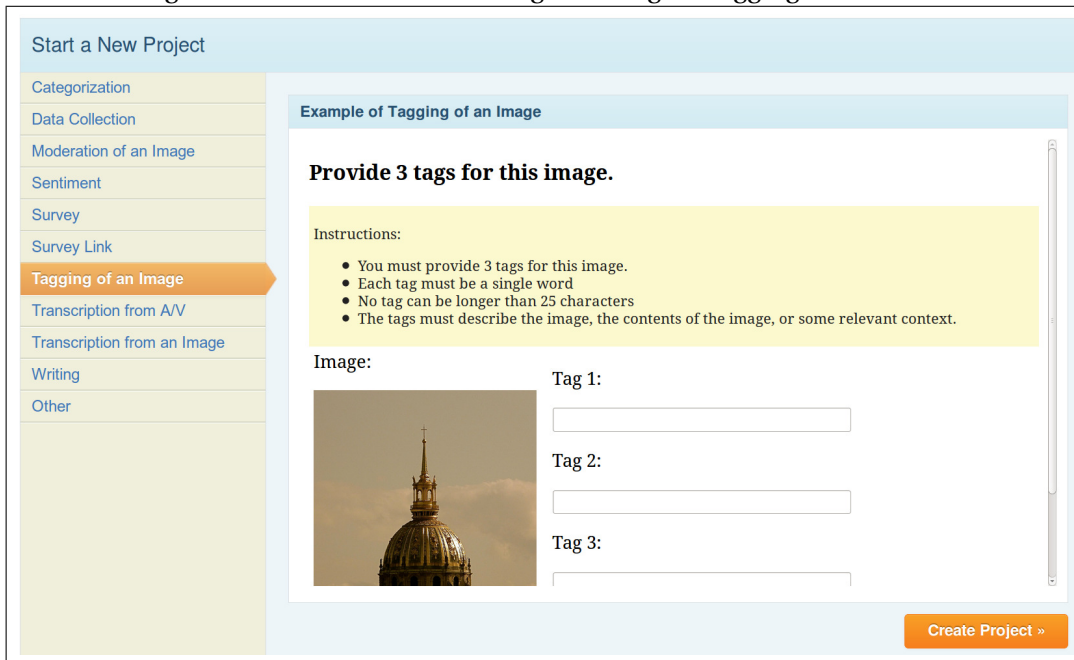 Start a New Project
Categorization
Data Collection
Moderation of an Image
Sentiment
Survey
Survey Link
Tagging of an Image
Transcription from A/V
Transcription from an Image
Writing
Other
Example of Tagging of an Image
Provide 3 tags for this image.
Instructions:
• You must provide 3 tags for this image.
• Each tag must be a single word
• No tag can be longer than 25 characters
• The tags must describe the image, the contents of the image, or some relevant context.
Image:
Tag 1:
Tag 2:
Tag 3:
Create Project »